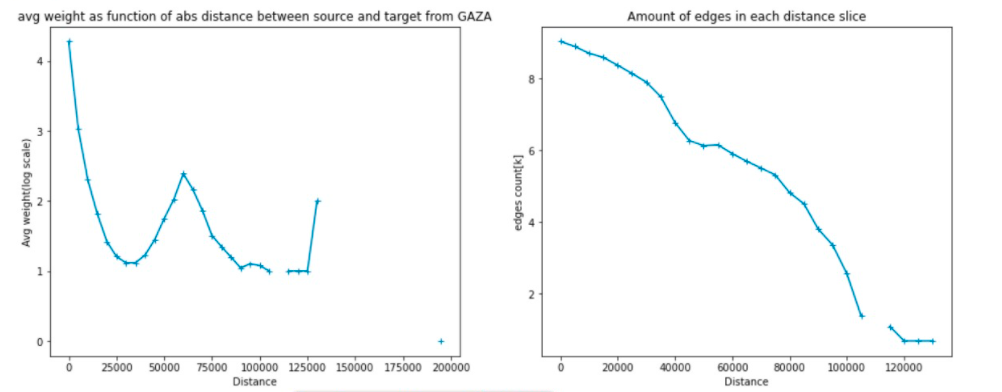 avg weight as function of abs distance between source and target from GAZA
Avg weight(log scale)
4
3
2
1
0
0 25000 50000 75000 100000 125000 150000 175000 200000
Distance
Amount of edges in each distance slice
edges count[k]
8
6
4
2
0 20000 40000 60000 80000 100000 120000
Distance